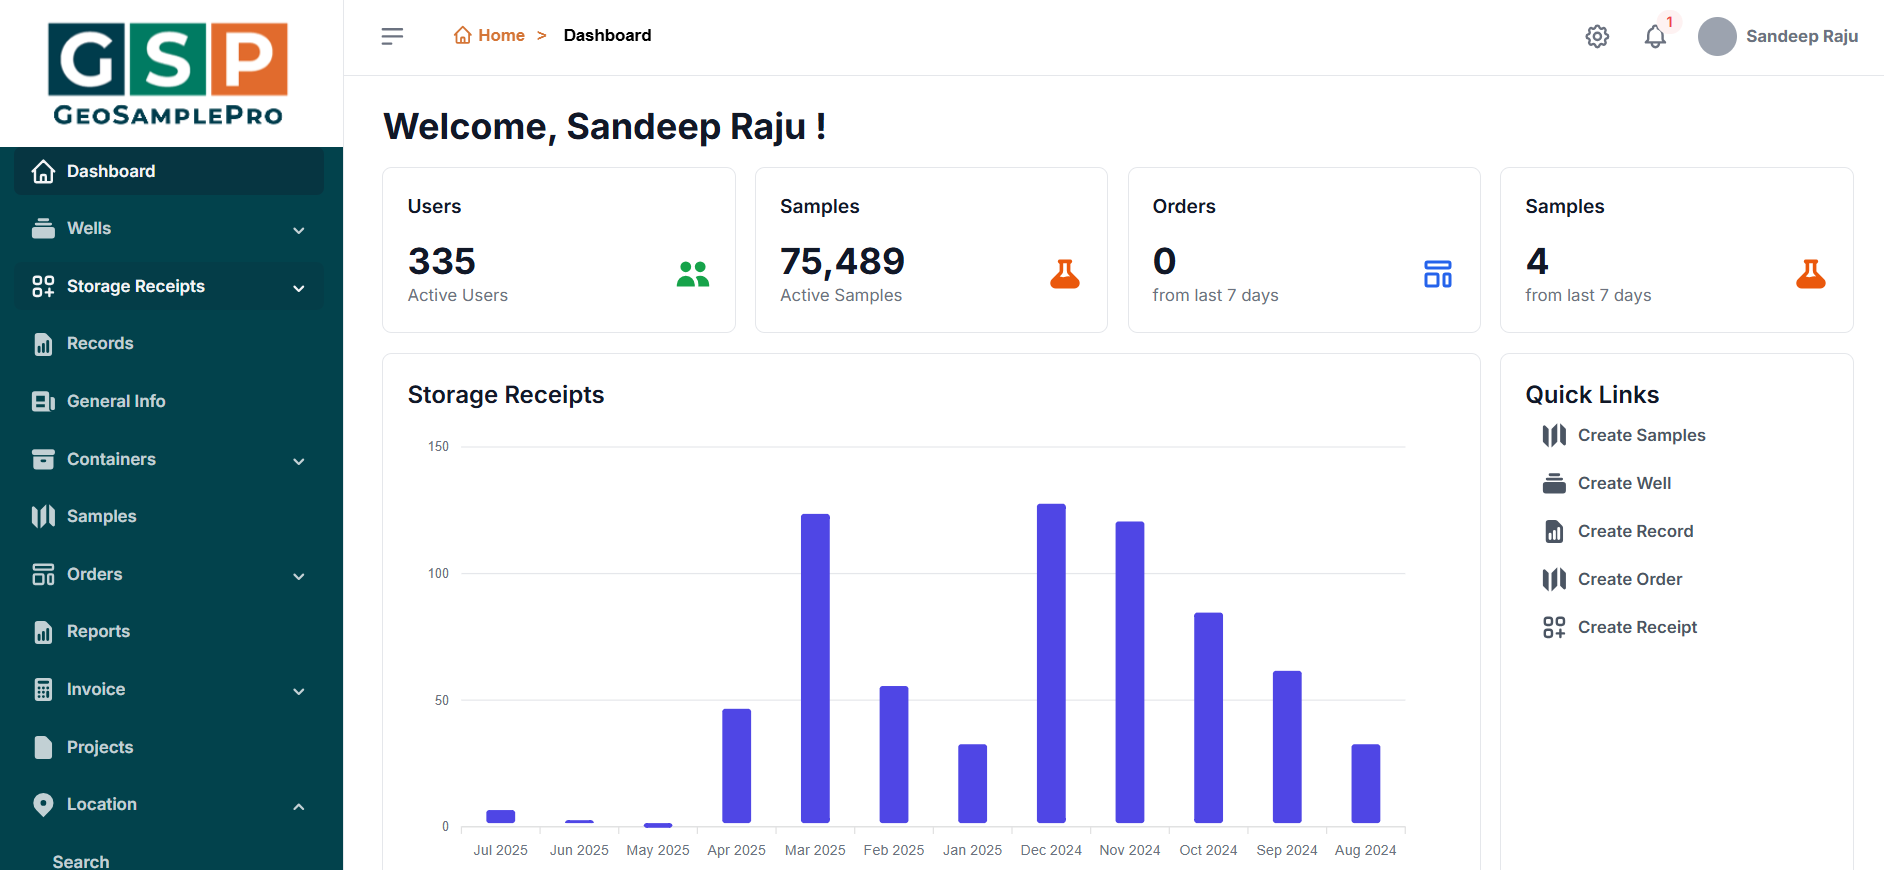 GSP
GEOSAMPLEPRO
Dashboard
Wells
Storage Receipts
Records
General Info
Containers
Samples
Orders
Reports
Invoice
Projects
Location
Search
Home > Dashboard
1
Sandeep Raju
Welcome, Sandeep Raju !
Users
335
Active Users
Samples
75,489
Active Samples
Orders
0
from last 7 days
Samples
4
from last 7 days
Storage Receipts
150
100
50
0
Jul 2025 Jun 2025 May 2025 Apr 2025 Mar 2025 Feb 2025 Jan 2025 Dec 2024 Nov 2024 Oct 2024 Sep 2024 Aug 2024
Quick Links
Create Samples
Create Well
Create Record
Create Order
Create Receipt